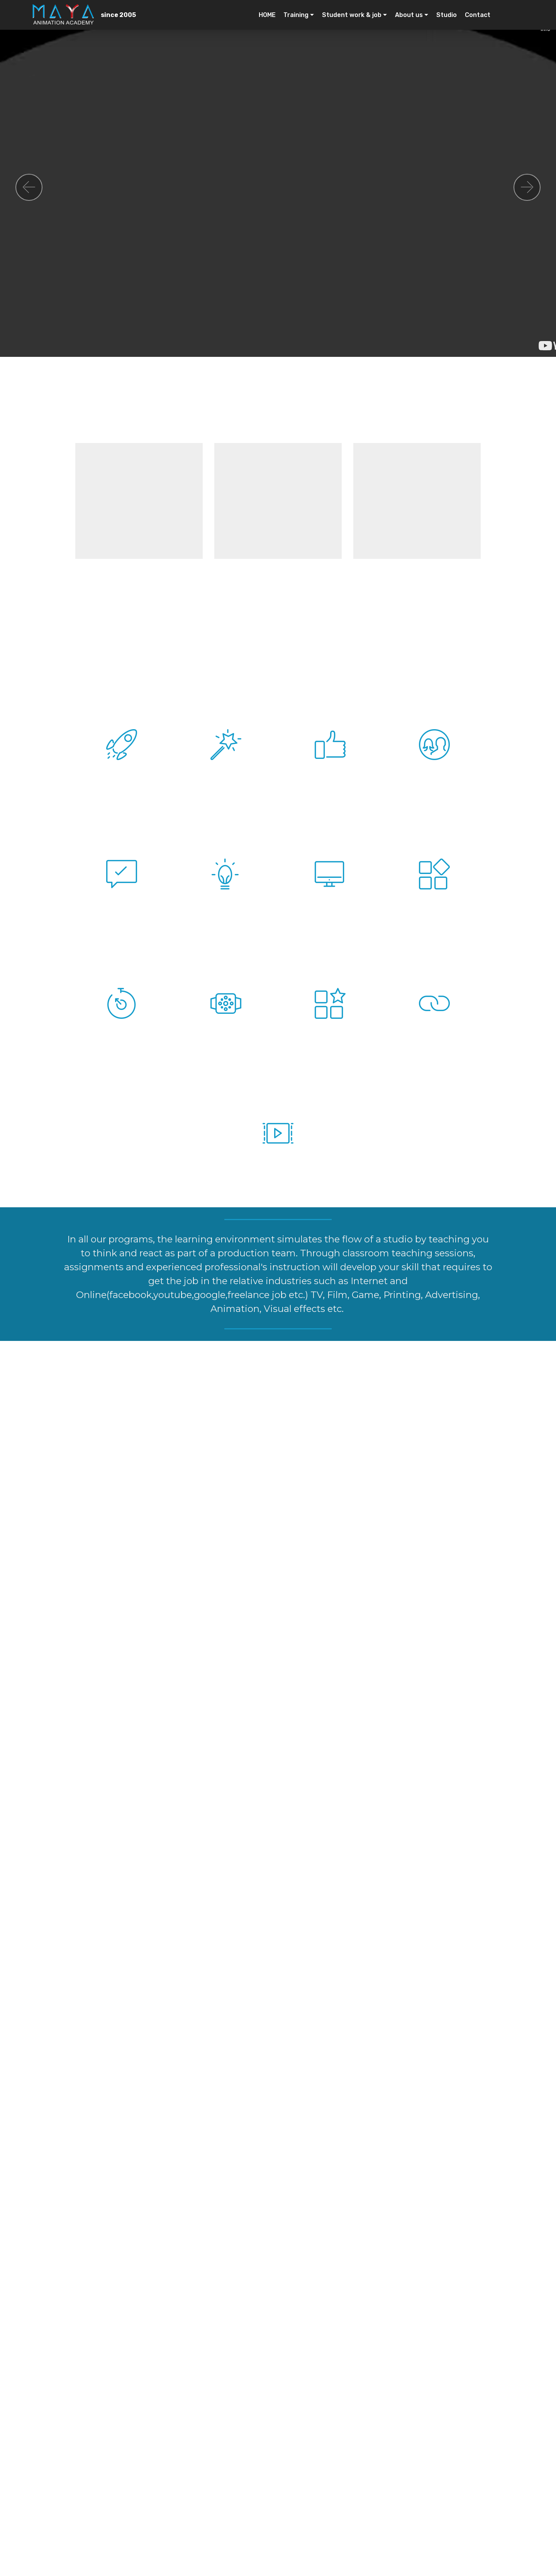 MAYA
ANIMATION ACADEMY
since 2005
HOME
Training
Student work & job
About us
Studio
Contact
In all our programs, the learning environment simulates the flow of a studio by teaching you
to think and react as part of a production team. Through classroom teaching sessions,
assignments and experienced professional's instruction will develop your skill that requires to
get the job in the relative industries such as Internet and
Online(facebook,youtube,google,freelance job etc.) TV, Film, Game, Printing, Advertising,
Animation, Visual effects etc.